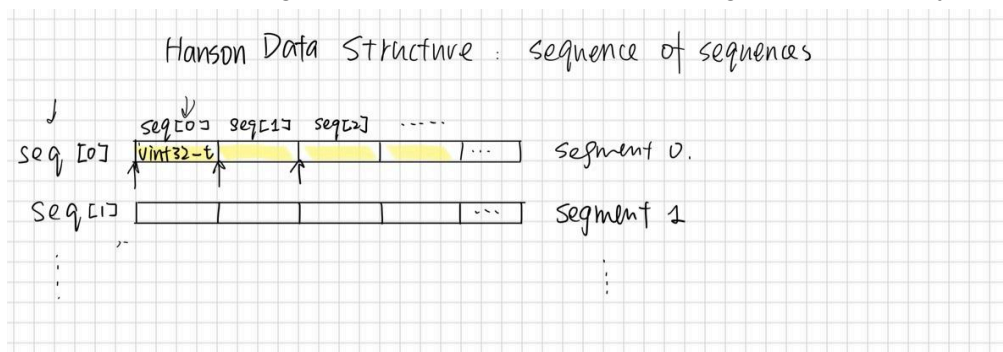 Hanson Data Structure : sequence of sequences
seq[0] seq[1] seq[2] .....
seq [0] uint32-t ... segment 0.
seq[1] ... segment 1